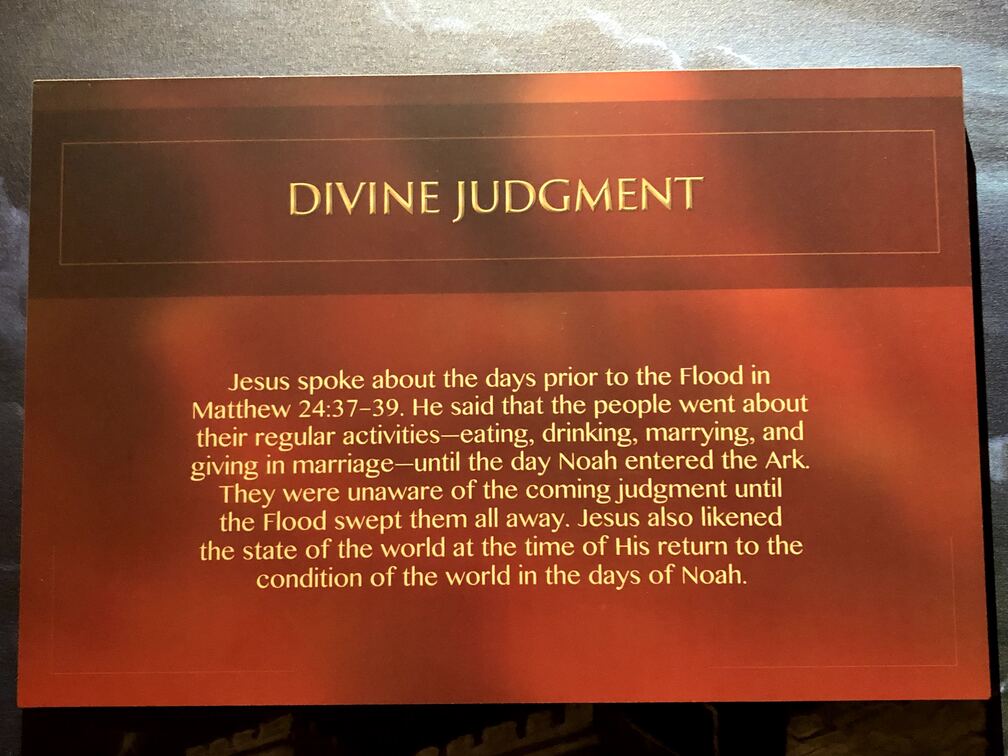 DIVINE JUDGMENT
Jesus spoke about the days prior to the Flood in
Matthew 24:37–39. He said that the people went about
their regular activities—eating, drinking, marrying, and
giving in marriage—until the day Noah entered the Ark.
They were unaware of the coming judgment until
the Flood swept them all away. Jesus also likened
the state of the world at the time of His return to the
condition of the world in the days of Noah.